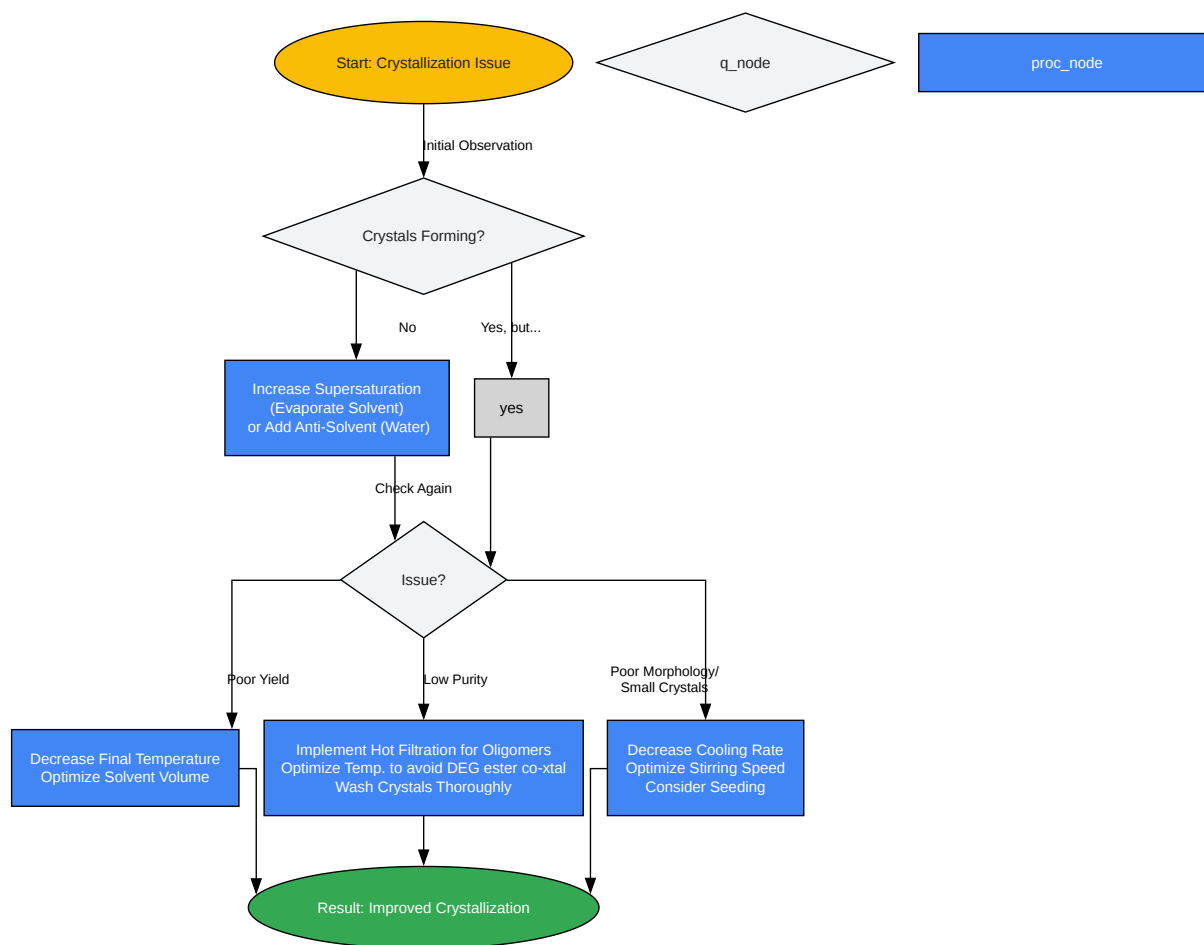 Start: Crystallization Issue
q_node
proc_node
Initial Observation
Crystals Forming?
No
Yes, but...
Increase Supersaturation
(Evaporate Solvent)
or Add Anti-Solvent (Water)
yes
Check Again
Issue?
Poor Yield
Low Purity
Poor Morphology/
Small Crystals
Decrease Final Temperature
Optimize Solvent Volume
Implement Hot Filtration for Oligomers
Optimize Temp. to avoid DEG ester co-xtal
Wash Crystals Thoroughly
Decrease Cooling Rate
Optimize Stirring Speed
Consider Seeding
Result: Improved Crystallization